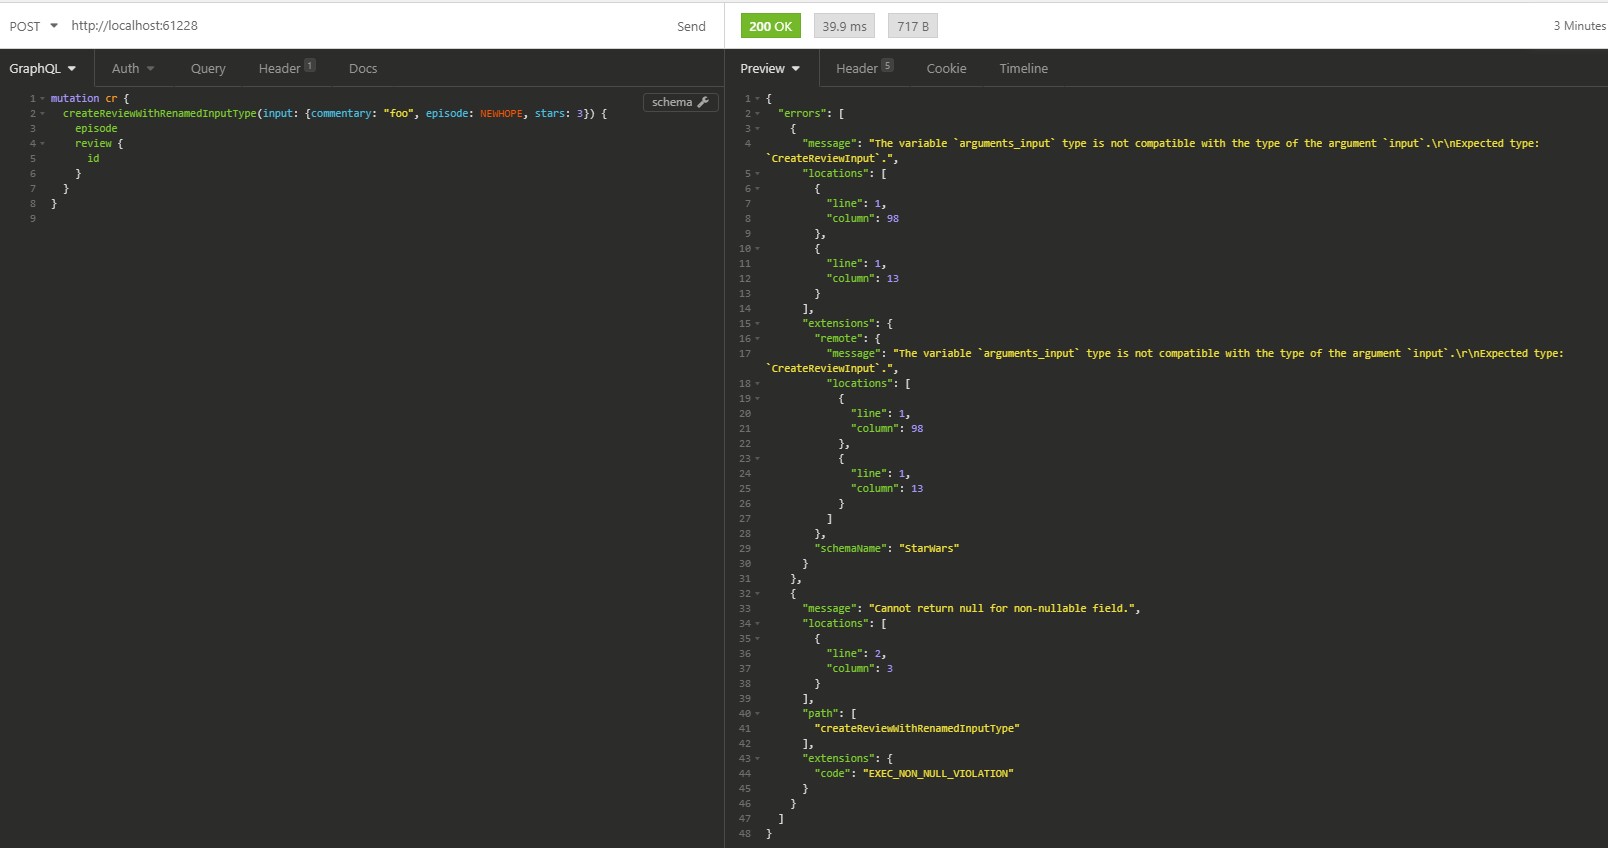 POST http://localhost:61228 Send
GraphQL Auth Query Header 1 Docs
schema
1 mutation cr {
2 createReviewWithRenamedInputType(input: {commentary: "foo", episode: NEWHOPE, stars: 3}) {
3 episode
4 review {
5 id
6 }
7 }
8 }
9
200 OK 39.9 ms 717 B 3 Minutes
Preview Header 5 Cookie Timeline
1 {
2 "errors": [
3 {
4 "message": "The variable `arguments_input` type is not compatible with the type of the argument `input`.\r\nExpected type:
`CreateReviewInput`.",
5 "locations": [
6 {
7 "line": 1,
8 "column": 98
9 },
10 {
11 "line": 1,
12 "column": 13
13 }
14 ],
15 "extensions": {
16 "remote": {
17 "message": "The variable `arguments_input` type is not compatible with the type of the argument `input`.\r\nExpected type:
`CreateReviewInput`.",
18 "locations": [
19 {
20 "line": 1,
21 "column": 98
22 },
23 {
24 "line": 1,
25 "column": 13
26 }
27 ]
28 },
29 "schemaName": "StarWars"
30 }
31 },
32 {
33 "message": "Cannot return null for non-nullable field.",
34 "locations": [
35 {
36 "line": 2,
37 "column": 3
38 }
39 ],
40 "path": [
41 "createReviewWithRenamedInputType"
42 ],
43 "extensions": {
44 "code": "EXEC_NON_NULL_VIOLATION"
45 }
46 }
47 ]
48 }